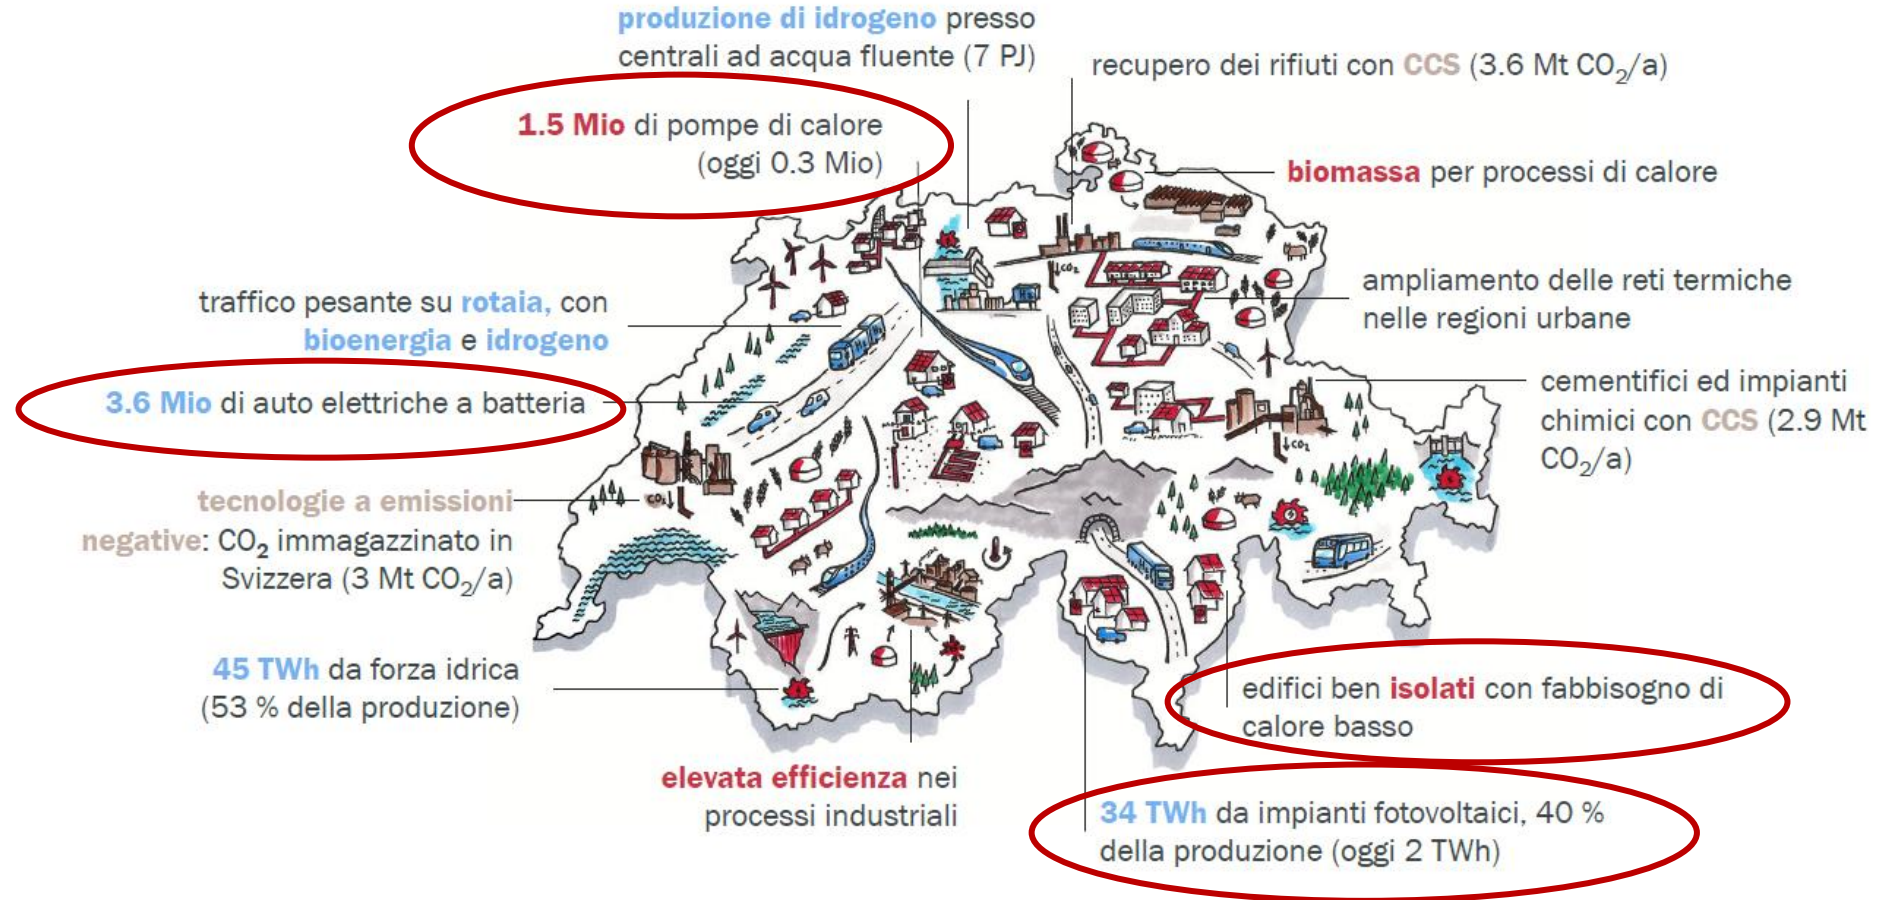 produzione di idrogeno presso
centrali ad acqua fluente (7 PJ)
recupero dei rifiuti con CCS (3.6 Mt CO₂/a)
1.5 Mio di pompe di calore
(oggi 0.3 Mio)
biomassa per processi di calore
ampliamento delle reti termiche
nelle regioni urbane
traffico pesante su rotaia, con
bioenergia e idrogeno
3.6 Mio di auto elettriche a batteria
cementifici ed impianti
chimici con CCS (2.9 Mt
CO₂/a)
tecnologie a emissioni
negative: CO₂ immagazzinato in
Svizzera (3 Mt CO₂/a)
45 TWh da forza idrica
(53 % della produzione)
edifici ben isolati con fabbisogno di
calore basso
elevata efficienza nei
processi industriali
34 TWh da impianti fotovoltaici, 40 %
della produzione (oggi 2 TWh)
CO₂
H₂
CO₂
CO₂